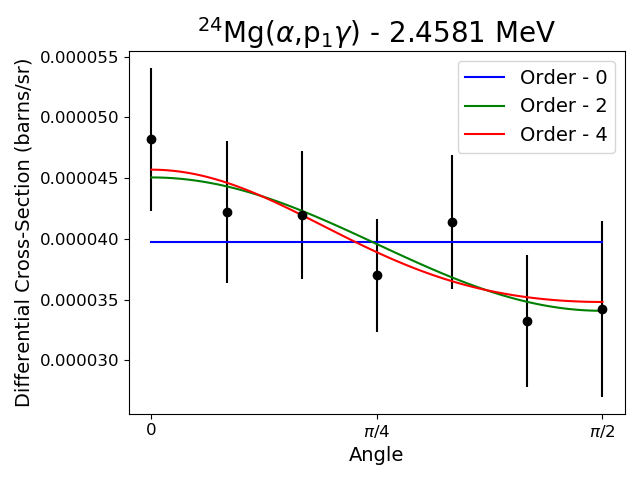 ²⁴Mg(α,p₁γ) - 2.4581 MeV
Differential Cross-Section (barns/sr)
0.000055
0.000050
0.000045
0.000040
0.000035
0.000030
Order - 0
Order - 2
Order - 4
0
π/4
π/2
Angle